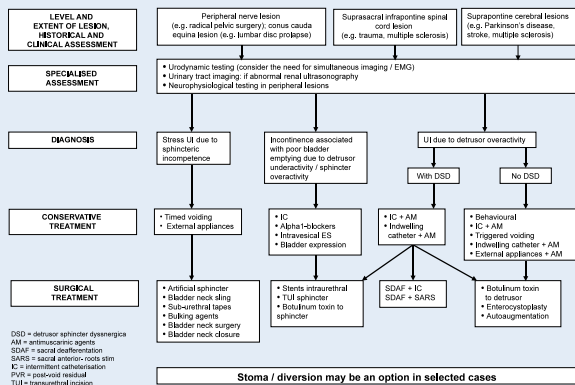 LEVEL AND
EXTENT OF LESION,
HISTORICAL AND
CLINICAL ASSESSMENT
Peripheral nerve lesion
(e.g. radical pelvic surgery); conus cauda
equina lesion (e.g. lumbar disc prolapse)
Suprasacral infrapontine spinal
cord lesion
(e.g. trauma, multiple sclerosis)
Suprapontine cerebral lesions
(e.g. Parkinson's disease,
stroke, multiple sclerosis)
SPECIALISED
ASSESSMENT
• Urodynamic testing (consider the need for simultaneous imaging / EMG)
• Urinary tract imaging: if abnormal renal ultrasonography
• Neurophysiological testing in peripheral lesions
DIAGNOSIS
Stress UI due to
sphincteric
incompetence
Incontinence associated
with poor bladder
emptying due to detrusor
underactivity / sphincter
overactivity
UI due to detrusor overactivity
With DSD
No DSD
CONSERVATIVE
TREATMENT
• Timed voiding
• External appliances
• IC
• Alpha1-blockers
• Intravesical ES
• Bladder expression
• IC + AM
• Indwelling
catheter + AM
• Behavioural
• IC + AM
• Triggered voiding
• Indwelling catheter + AM
• External appliances + AM
SURGICAL
TREATMENT
• Artificial sphincter
• Bladder neck sling
• Sub-urethral tapes
• Bulking agents
• Bladder neck surgery
• Bladder neck closure
• Stents intraurethral
• TUI sphincter
• Botulinum toxin to
sphincter
SDAF + IC
SDAF + SARS
• Botulinum toxin
to detrusor
• Enterocystoplasty
• Autoaugmentation
DSD = detrusor sphincter dyssnergica
AM = antimuscarinic agents
SDAF = sacral deafferentation
SARS = sacral anterior- roots stim
IC = intermittent catheterisation
PVR = post-void residual
TUI = transurethral incision
Stoma / diversion may be an option in selected cases